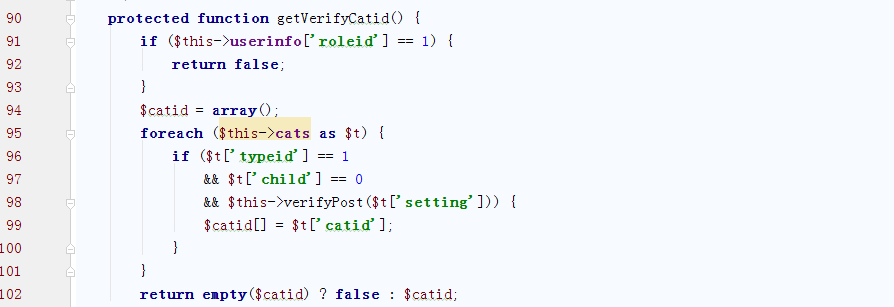 90 protected function getVerifyCatid() {
91 if ($this->userinfo['roleid'] == 1) {
92 return false;
93 }
94 $catid = array();
95 foreach ($this->cats as $t) {
96 if ($t['typeid'] == 1
97 && $t['child'] == 0
98 && $this->verifyPost($t['setting'])) {
99 $catid[] = $t['catid'];
100 }
101 }
102 return empty($catid) ? false : $catid;